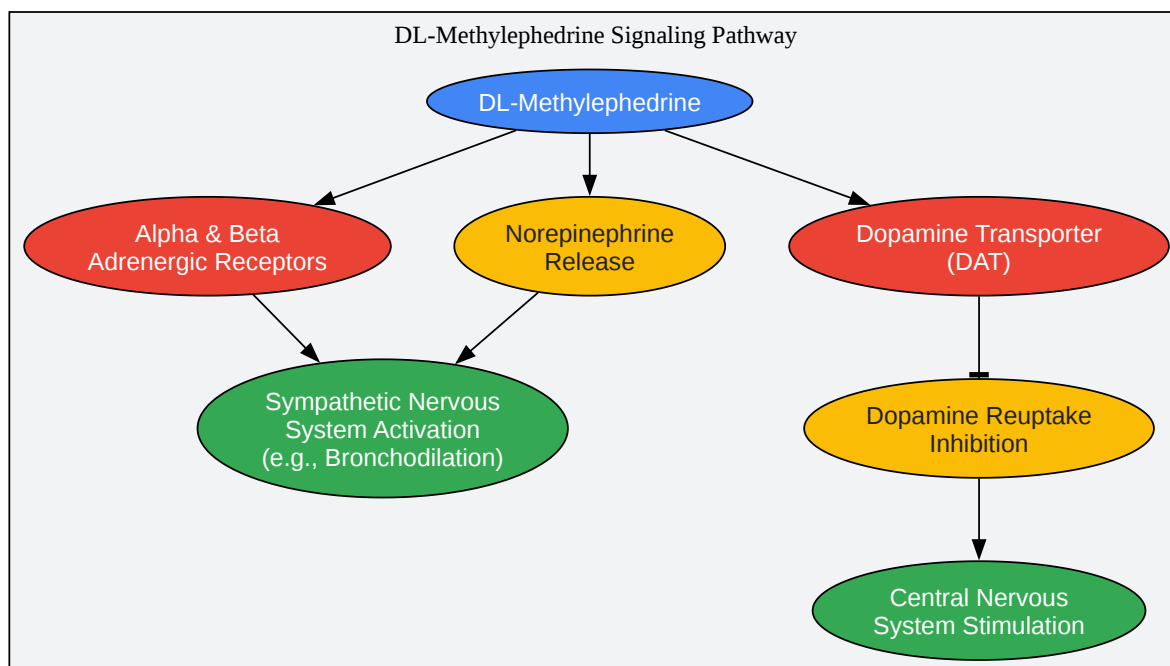 DL-Methylephedrine Signaling Pathway
DL-Methylephedrine
Alpha & Beta
Adrenergic Receptors
Norepinephrine
Release
Dopamine Transporter
(DAT)
Sympathetic Nervous
System Activation
(e.g., Bronchodilation)
Dopamine Reuptake
Inhibition
Central Nervous
System Stimulation